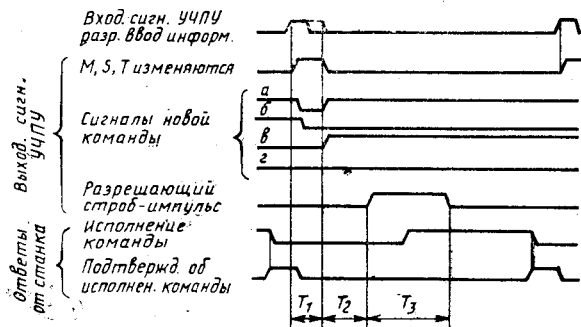 Вход. сигн. УЧПУ
разр. ввод информ.
M, S, T изменяются
а
б
Сигналы новой
команды
в
г
Выход. сигн.
УЧПУ
Разрешающий
строб-импульс
Исполнение
команды
Подтвержд. об
исполнен. команды
Ответы
от станка
T₁
T₂
T₃